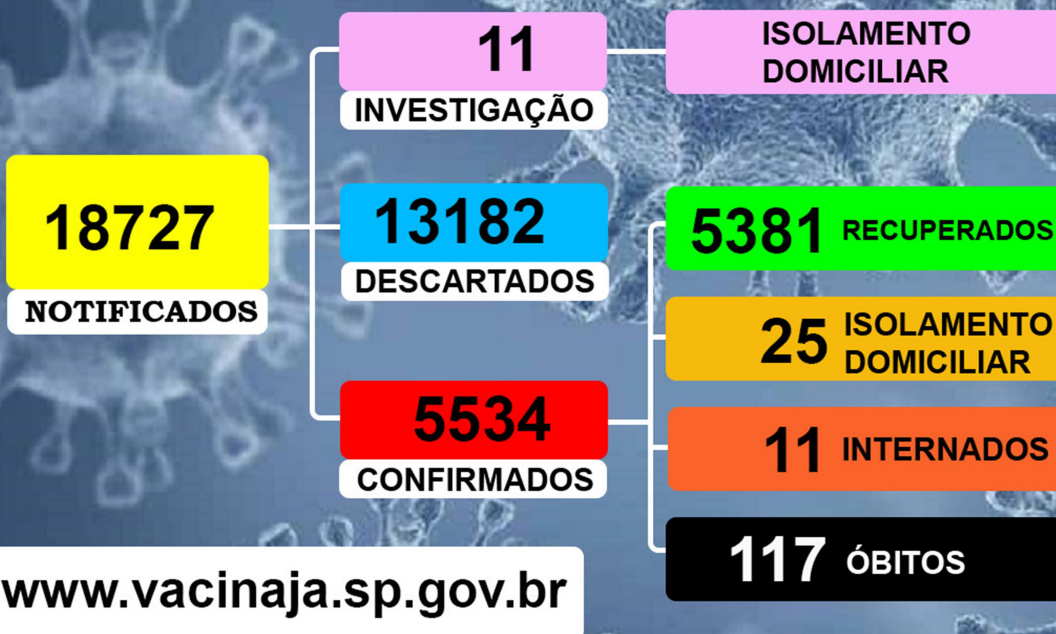 18727
NOTIFICADOS
11
INVESTIGAÇÃO
ISOLAMENTO
DOMICILIAR
13182
DESCARTADOS
5534
CONFIRMADOS
5381 RECUPERADOS
25 ISOLAMENTO
DOMICILIAR
11 INTERNADOS
117 ÓBITOS
www.vacinaja.sp.gov.br